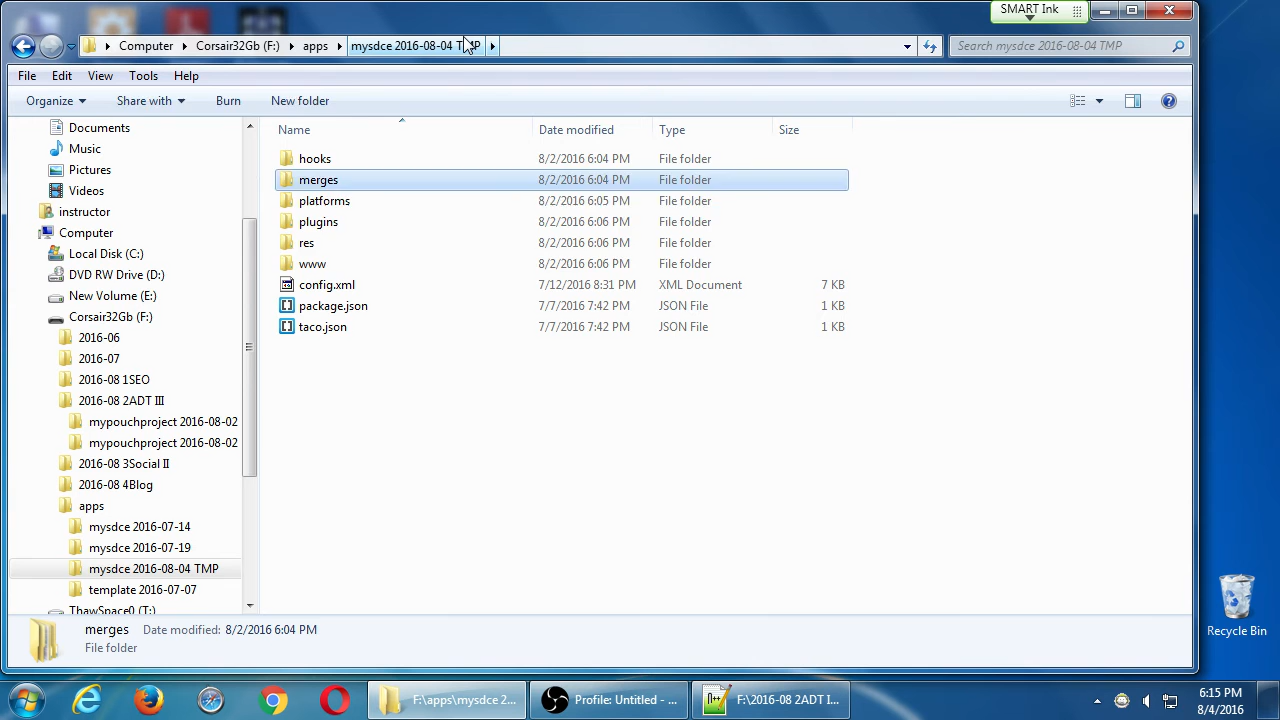 SMART Ink
Computer
Corsair32Gb (F:)
apps
mysdce 2016-08-04 TMP
Search mysdce 2016-08-04 TMP
File Edit View Tools Help
Organize Share with Burn New folder
Name Date modified Type Size
Documents
Music
Pictures
Videos
instructor
Computer
Local Disk (C:)
DVD RW Drive (D:)
New Volume (E:)
Corsair32Gb (F:)
2016-06
2016-07
2016-08 1SEO
2016-08 2ADT III
mypouchproject 2016-08-02
mypouchproject 2016-08-02
2016-08 3Social II
2016-08 4Blog
apps
mysdce 2016-07-14
mysdce 2016-07-19
mysdce 2016-08-04 TMP
template 2016-07-07
ThawSpace0 (T:)
hooks 8/2/2016 6:04 PM File folder
merges 8/2/2016 6:04 PM File folder
platforms 8/2/2016 6:05 PM File folder
plugins 8/2/2016 6:06 PM File folder
res 8/2/2016 6:06 PM File folder
www 8/2/2016 6:06 PM File folder
config.xml 7/12/2016 8:31 PM XML Document 7 KB
package.json 7/7/2016 7:42 PM JSON File 1 KB
taco.json 7/7/2016 7:42 PM JSON File 1 KB
merges Date modified: 8/2/2016 6:04 PM
File folder
Recycle Bin
F:\apps\mysdce 2...
Profile: Untitled - ...
F:\2016-08 2ADT I...
6:15 PM
8/4/2016